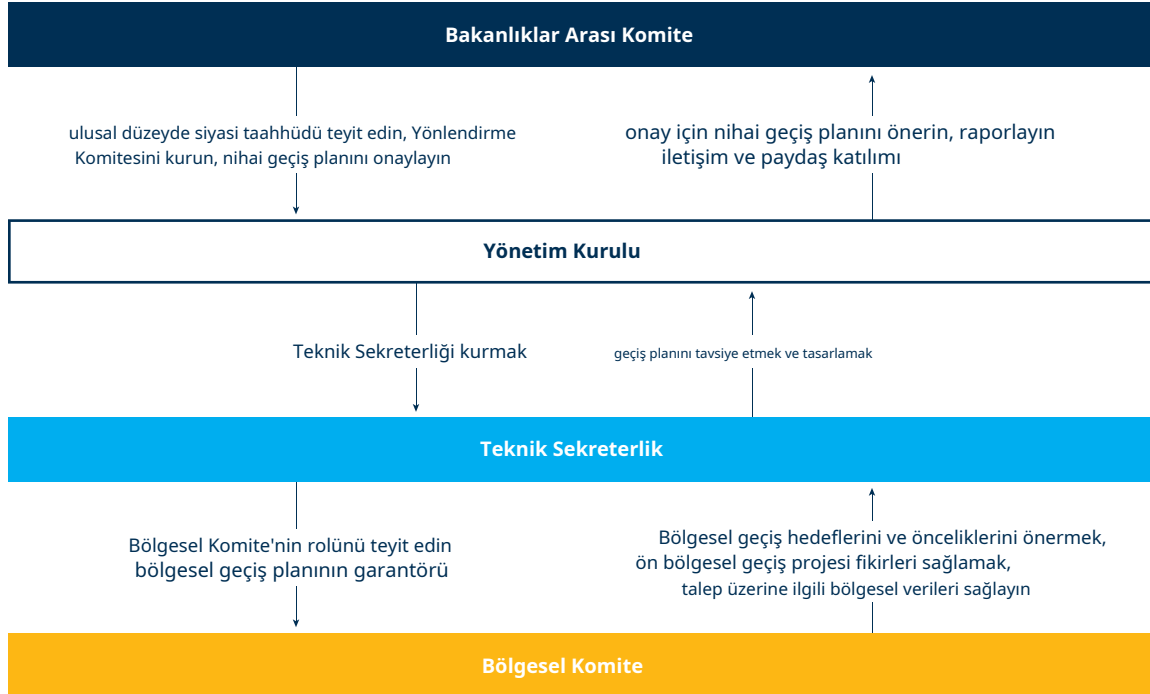 Bakanlıklar Arası Komite
ulusal düzeyde siyasi taahhüdü teyit edin, Yönlendirme
Komitesini kurun, nihai geçiş planını onaylayın
onay için nihai geçiş planını önerin, raporlayın
iletişim ve paydaş katılımı
Yönetim Kurulu
Teknik Sekreterliği kurmak
geçiş planını tavsiye etmek ve tasarlamak
Teknik Sekreterlik
Bölgesel Komite'nin rolünü teyit edin
bölgesel geçiş planının garantörü
Bölgesel geçiş hedeflerini ve önceliklerini önermek,
ön bölgesel geçiş projesi fikirleri sağlamak,
talep üzerine ilgili bölgesel verileri sağlayın
Bölgesel Komite